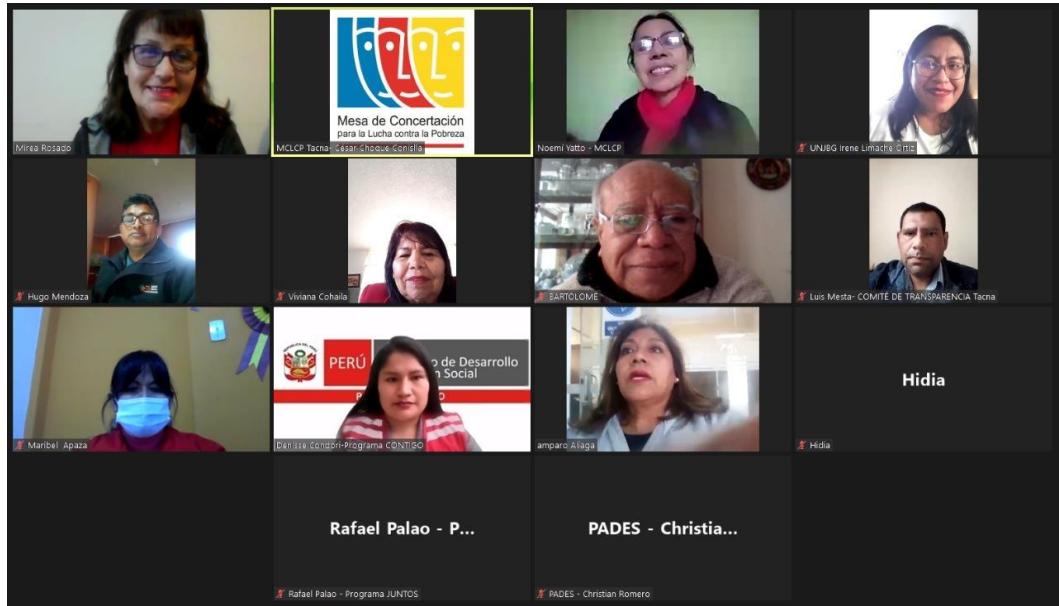 Mirea Rosado
Mesa de Concertación
para la Lucha contra la Pobreza
MCLCP Tacna- César Choque Conislla
Noemí Yatto - MCLCP
UNJBG Irene Limache Ortiz
Hugo Mendoza
Viviana Cohaila
BARTOLOME
Luis Mesta- COMITÉ DE TRANSPARENCIA Tacna
Maribel Apaza
PERÚ
o de Desarrollo
n Social
Denisse Condori-Programa CONTIGO
amparo Aliaga
Hidia
Hidia
Rafael Palao - P...
Rafael Palao - Programa JUNTOS
PADES - Christia...
PADES - Christian Romero